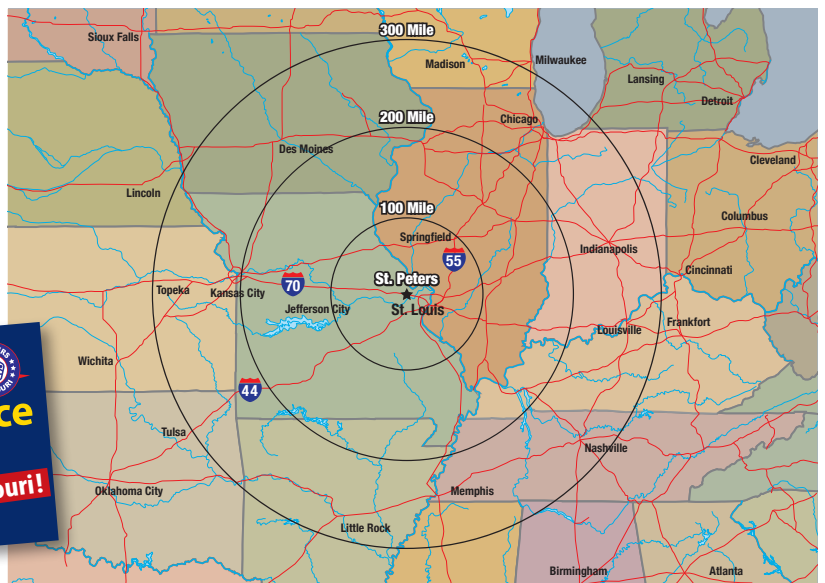 300 Mile
Sioux Falls
Madison
Milwaukee
Lansing
Detroit
200 Mile
Chicago
Des Moines
Cleveland
Lincoln
100 Mile
Columbus
Springfield
Indianapolis
55
Cincinnati
St. Peters
70
Topeka
Kansas City
Jefferson City
St. Louis
Louisville
Frankfort
Wichita
44
Tulsa
Nashville
Oklahoma City
Memphis
Little Rock
Birmingham
Atlanta
ce
ouri!